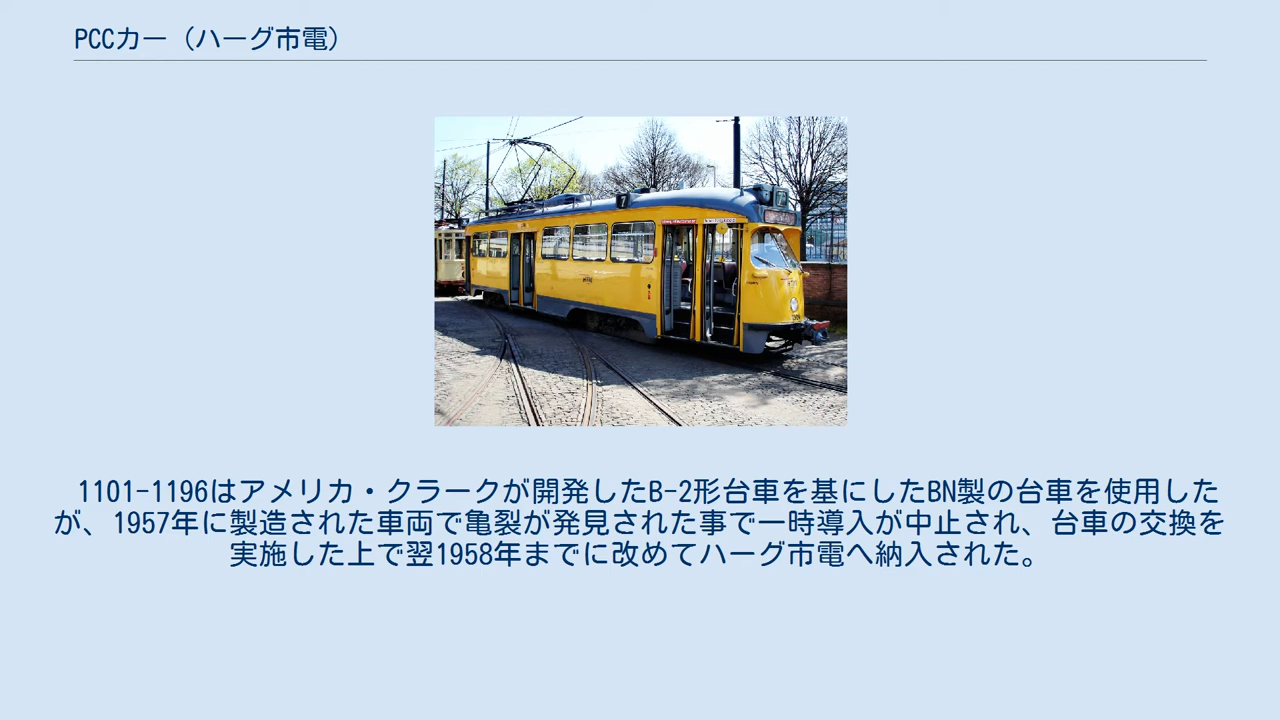 PCCカー（ハーグ市電）
7
7
1101-1196はアメリカ・クラークが開発したB-2形台車を基にしたBN製の台車を使用した
が、1957年に製造された車両で亀裂が発見された事で一時導入が中止され、台車の交換を
実施した上で翌1958年までに改めてハーグ市電へ納入された。